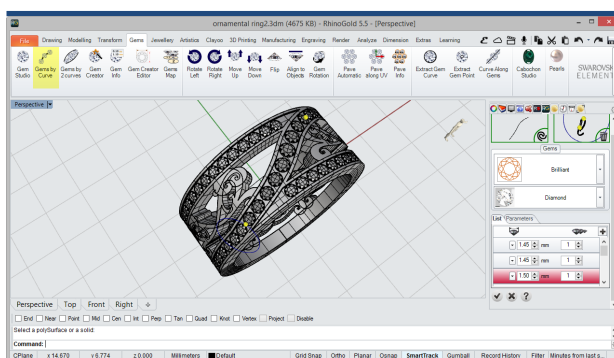 ornamental ring2.3dm (4675 KB) - RhinoGold 5.5 - [Perspective]
File Drawing Modelling Transform Gems Jewellery Artistics Clayoo 3D Printing Manufacturing Engraving Render Analyze Dimension Extras Learning
Gem Studio Gems by Curve Gems by 2 curves Gem Creator Gem Info Gem Creator Editor Gems Map Rotate Left Rotate Right Move Up Move Down Flip Align to Objects Gem Rotation Pave Automatic Pave along UV Pave Info Extract Gem Curve Extract Gem Point Curve Along Gems Cabochon Studio Pearls SWAROVSK ELEMENT
Perspective
Gems
Brilliant
Diamond
List Parameters
1.45 mm 1
1.45 mm 1
1.50 mm 1
Perspective Top Front Right
End Near Point Mid Cen Int Perp Tan Quad Knot Vertex Project Disable
Select a polySurface or a solid:
Command:
CPlane x 14.670 y 6.774 z 0.000 Millimeters Default Grid Snap Ortho Planar Osnap SmartTrack Gumball Record History Filter Minutes from last s...